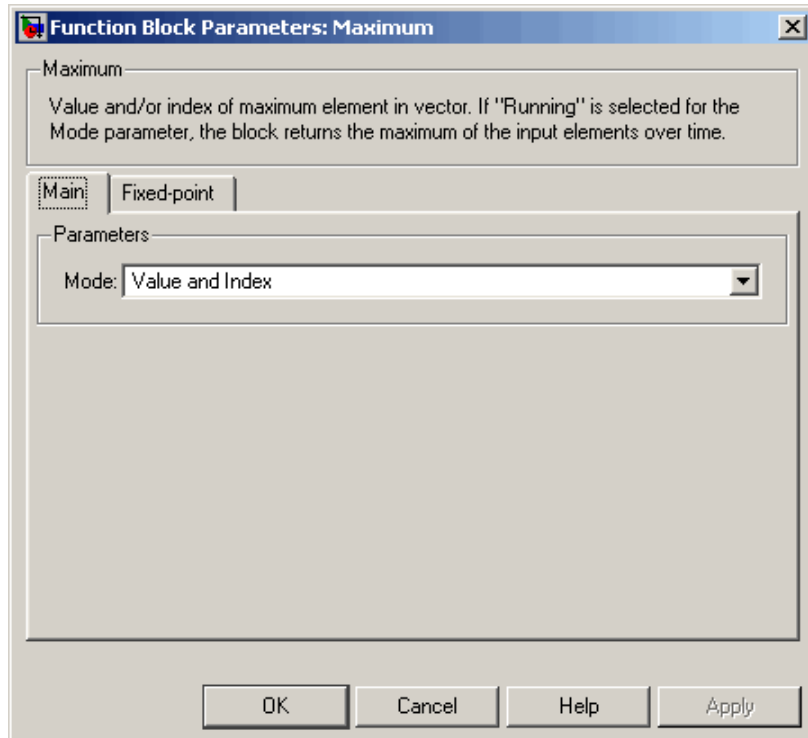 Function Block Parameters: Maximum
Maximum
Value and/or index of maximum element in vector. If "Running" is selected for the
Mode parameter, the block returns the maximum of the input elements over time.
Main Fixed-point
Parameters
Mode: Value and Index
OK Cancel Help Apply